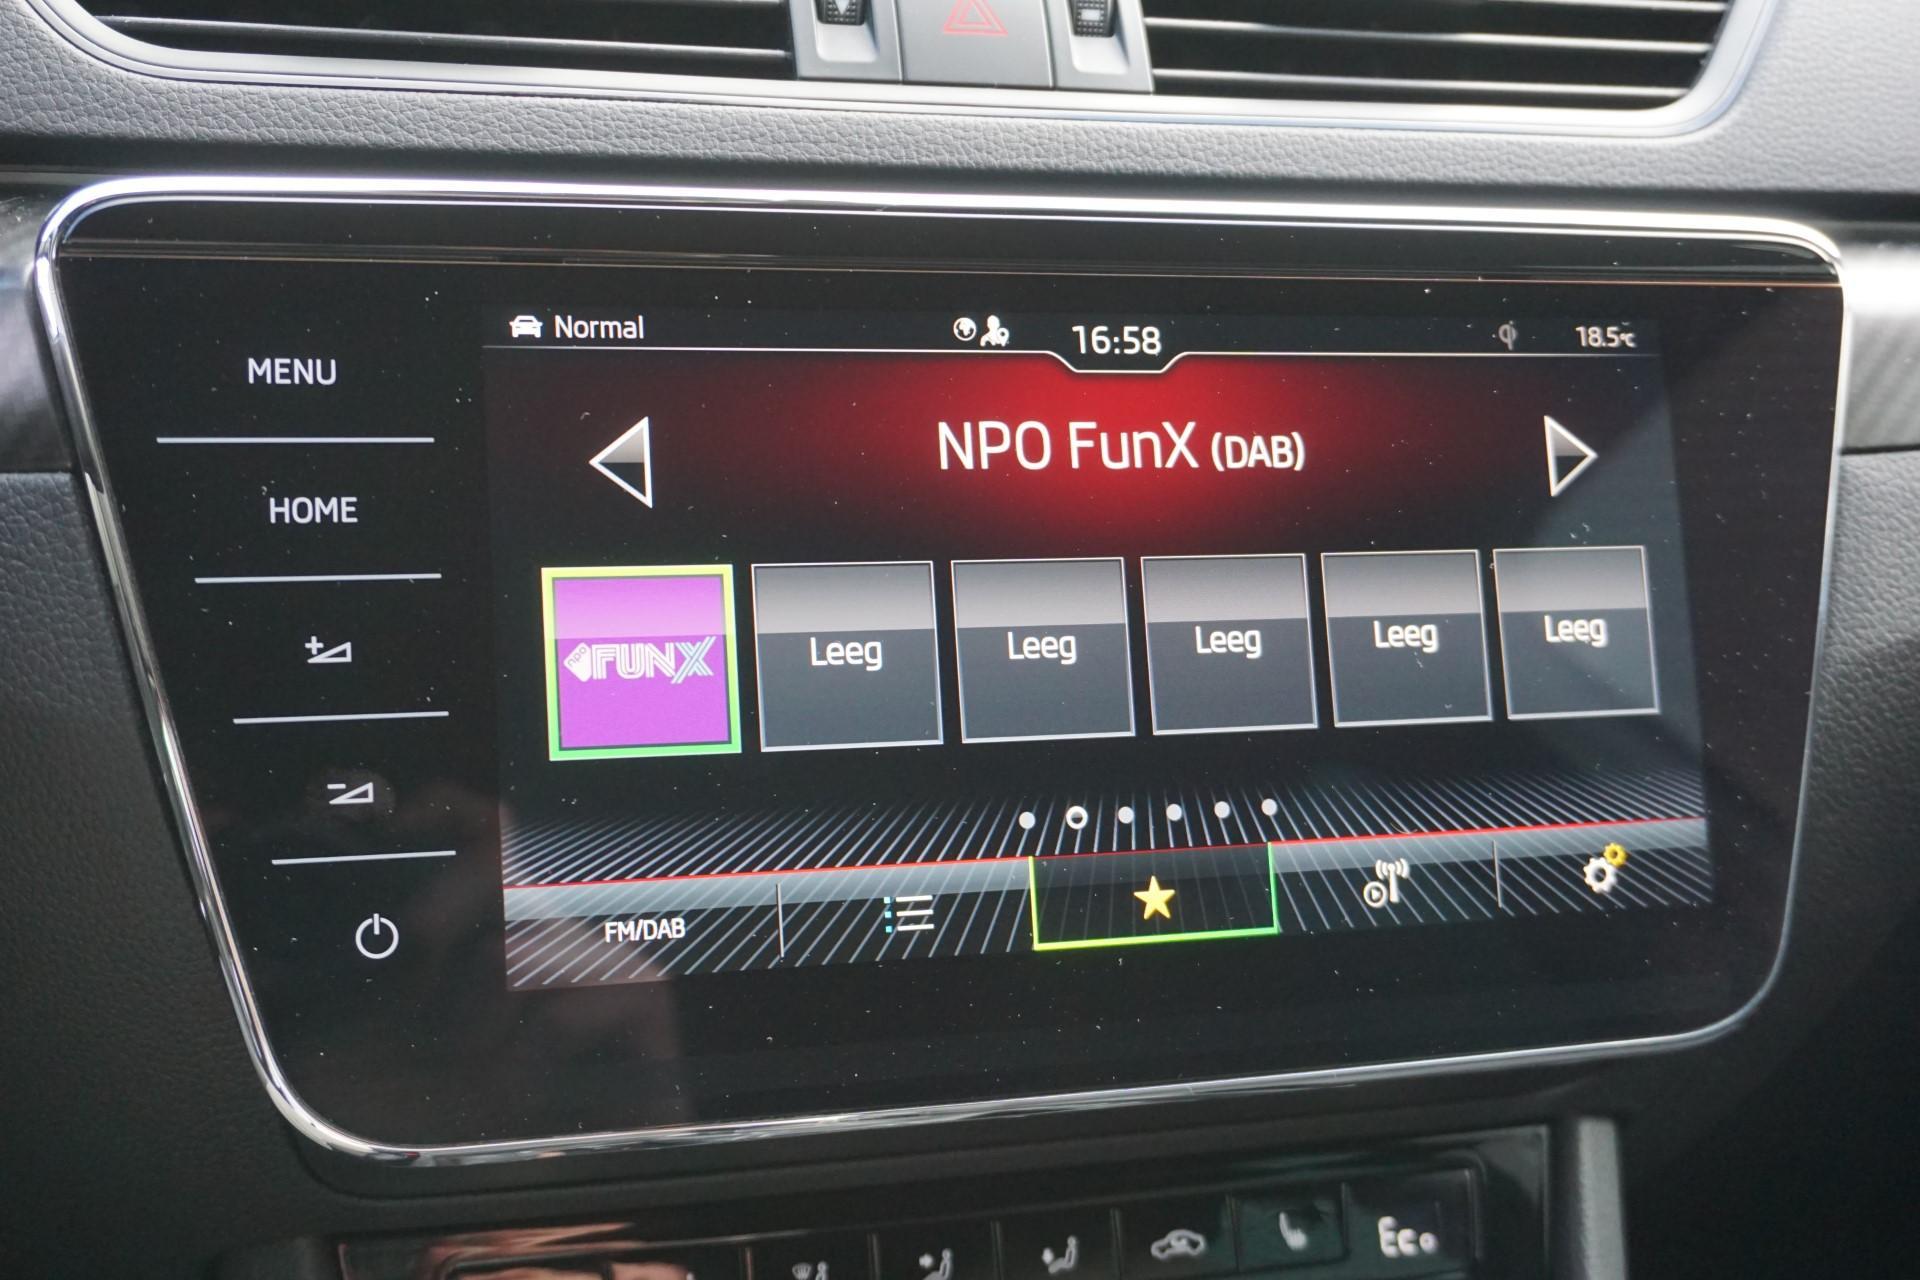 Normal
16:58
18.5°C
MENU
NPO FunX (DAB)
HOME
npo FUNX
Leeg
Leeg
Leeg
Leeg
Leeg
FM/DAB
Eco